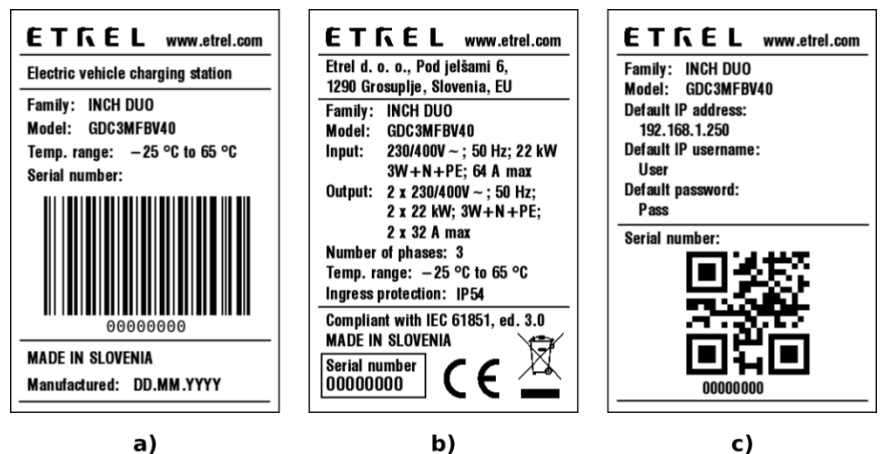 ETREL www.etrel.com
Electric vehicle charging station
Family: INCH DUO
Model: GDC3MFBV40
Temp. range: −25 °C to 65 °C
Serial number:
00000000
MADE IN SLOVENIA
Manufactured: DD.MM.YYYY
a)
ETREL www.etrel.com
Etrel d. o. o., Pod jelšami 6,
1290 Grosuplje, Slovenia, EU
Family: INCH DUO
Model: GDC3MFBV40
Input: 230/400V ~ ; 50 Hz; 22 kW
3W+N+PE; 64 A max
Output: 2 x 230/400V ~ ; 50 Hz;
2 x 22 kW; 3W+N+PE;
2 x 32 A max
Number of phases: 3
Temp. range: −25 °C to 65 °C
Ingress protection: IP54
Compliant with IEC 61851, ed. 3.0
MADE IN SLOVENIA
Serial number
00000000
CE
b)
ETREL www.etrel.com
Family: INCH DUO
Model: GDC3MFBV40
Default IP address:
192.168.1.250
Default IP username:
User
Default password:
Pass
Serial number:
00000000
c)